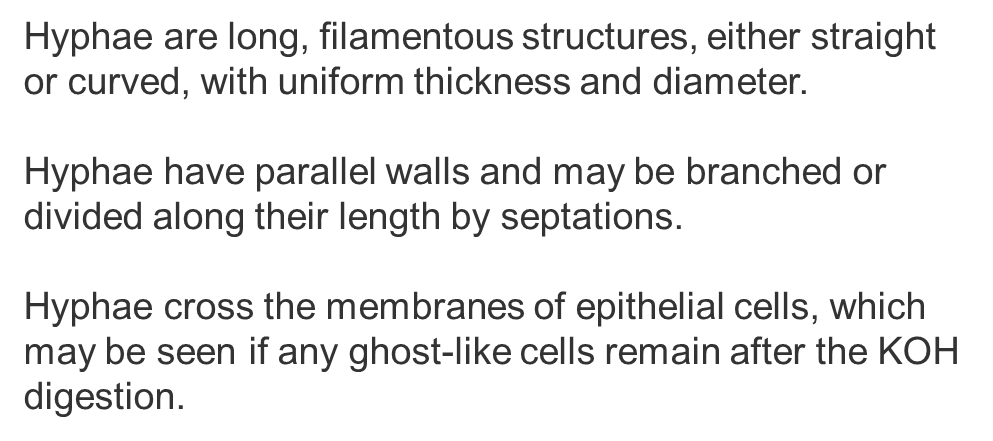 Hyphae are long, filamentous structures, either straight
or curved, with uniform thickness and diameter.
Hyphae have parallel walls and may be branched or
divided along their length by septations.
Hyphae cross the membranes of epithelial cells, which
may be seen if any ghost-like cells remain after the KOH
digestion.